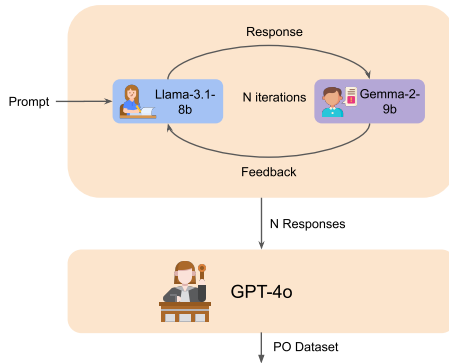 Response
Prompt
Llama-3.1-
8b
N iterations
Gemma-2-
9b
Feedback
N Responses
GPT-4o
PO Dataset